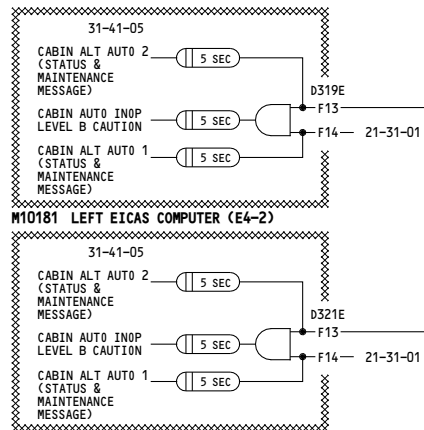 31-41-05
CABIN ALT AUTO 2
(STATUS &
MAINTENANCE
MESSAGE)
5 SEC
D319E
F13
CABIN AUTO INOP
LEVEL B CAUTION
5 SEC
F14
21-31-01
CABIN ALT AUTO 1
(STATUS &
MAINTENANCE
MESSAGE)
5 SEC
M10181 LEFT EICAS COMPUTER (E4-2)
31-41-05
CABIN ALT AUTO 2
(STATUS &
MAINTENANCE
MESSAGE)
5 SEC
D321E
F13
CABIN AUTO INOP
LEVEL B CAUTION
5 SEC
F14
21-31-01
CABIN ALT AUTO 1
(STATUS &
MAINTENANCE
MESSAGE)
5 SEC